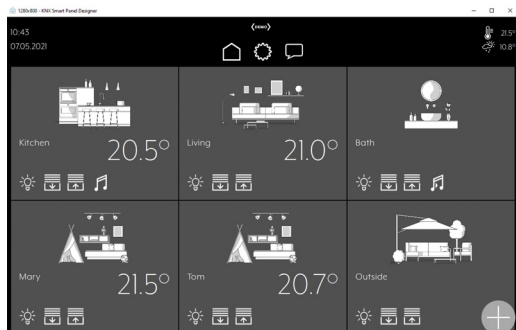 1280x800 - KNX Smart Panel Designer
10:43
07.05.2021
(DEMO)
21.5°
10.8°
Kitchen
20.5°
Living
21.0°
Bath
Mary
21.5°
Tom
20.7°
Outside